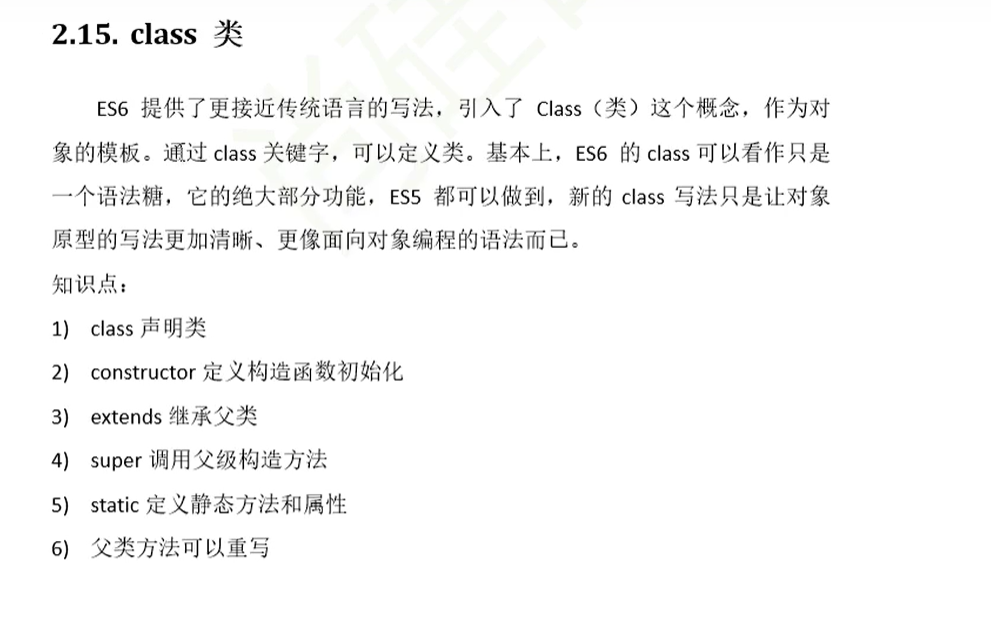 2.15. class 类
ES6 提供了更接近传统语言的写法，引入了 Class（类）这个概念，作为对
象的模板。通过 class 关键字，可以定义类。基本上，ES6 的 class 可以看作只是
一个语法糖，它的绝大部分功能，ES5 都可以做到，新的 class 写法只是让对象
原型的写法更加清晰、更像面向对象编程的语法而已。
知识点：
1) class 声明类
2) constructor 定义构造函数初始化
3) extends 继承父类
4) super 调用父级构造方法
5) static 定义静态方法和属性
6) 父类方法可以重写